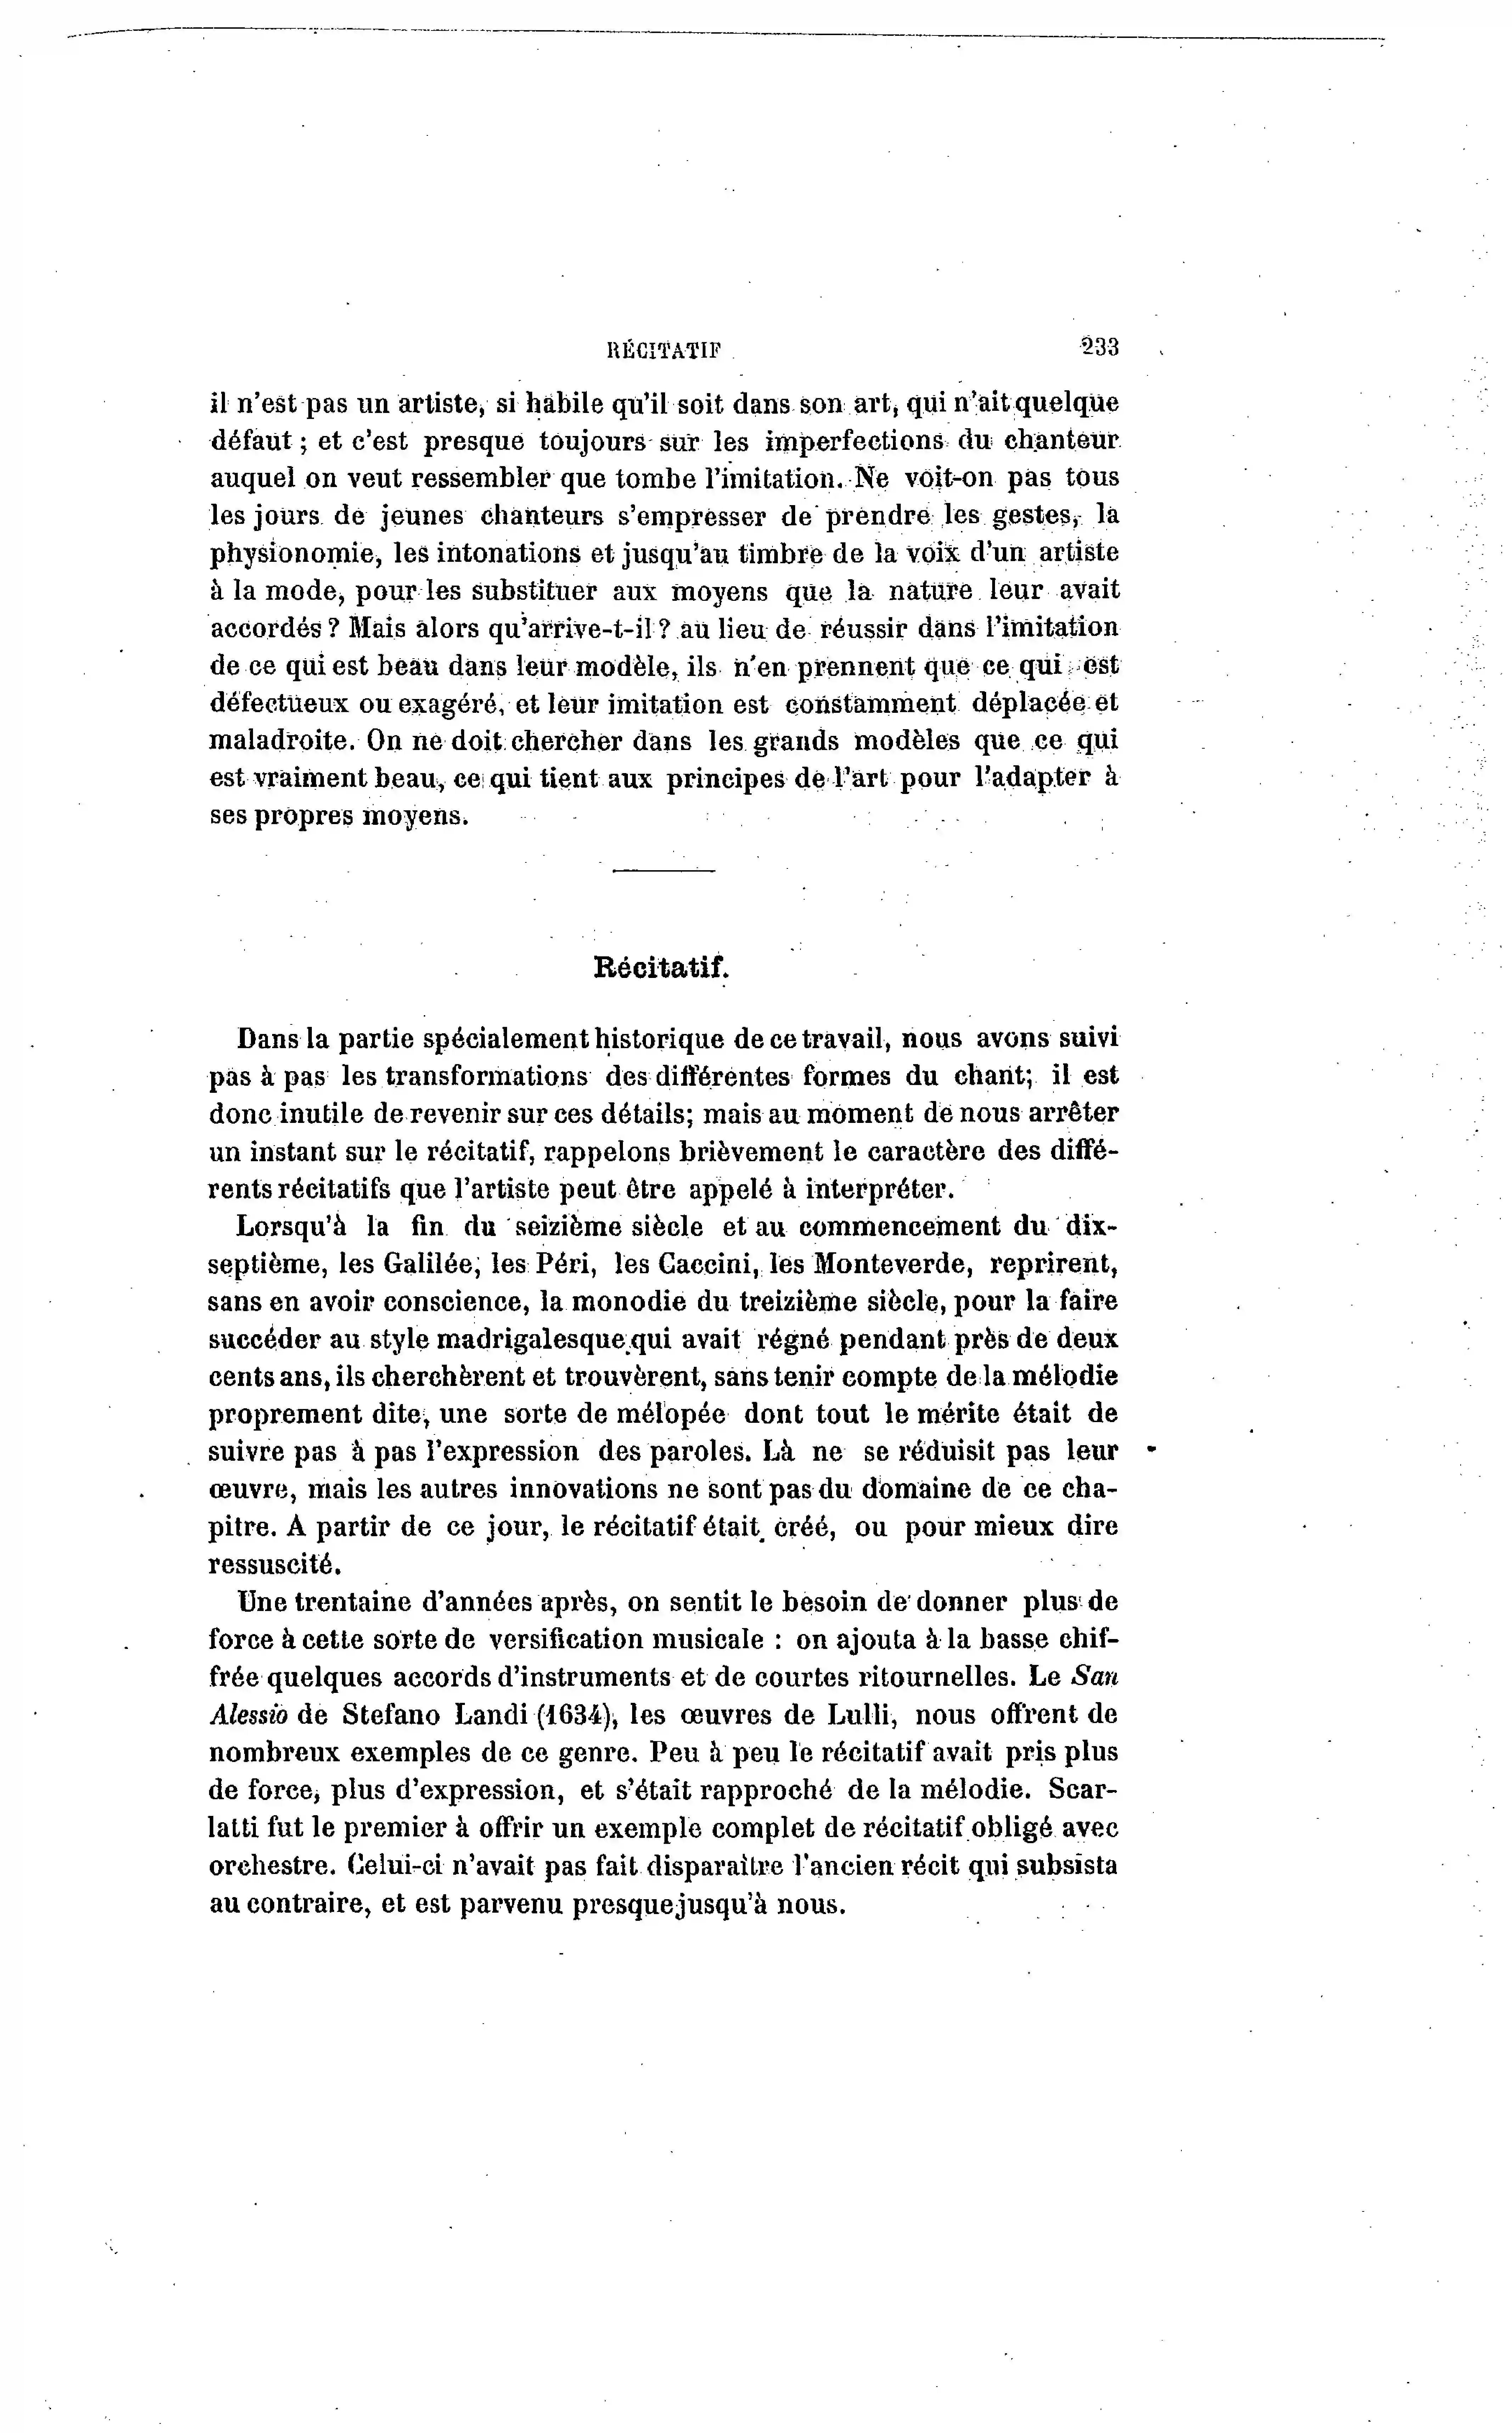 RÉCITATIF 233
il n'est pas un artiste, si habile qu'il soit dans son art, qui n'ait quelque
défaut ; et c'est presque toujours sur les imperfections du chanteur
auquel on veut ressembler que tombe l'imitation. Ne voit-on pas tous
les jours de jeunes chanteurs s'empresser de prendre les gestes, la
physionomie, les intonations et jusqu'au timbre de la voix d'un artiste
à la mode, pour les substituer aux moyens que la nature leur avait
accordés ? Mais alors qu'arrive-t-il ? au lieu de réussir dans l'imitation
de ce qui est beau dans leur modèle, ils n'en prennent que ce qui est
défectueux ou exagéré, et leur imitation est constamment déplacée et
maladroite. On ne doit chercher dans les grands modèles que ce qui
est vraiment beau, ce qui tient aux principes de l'art pour l'adapter à
ses propres moyens.
Récitatif.
Dans la partie spécialement historique de ce travail, nous avons suivi
pas à pas les transformations des différentes formes du chant; il est
donc inutile de revenir sur ces détails; mais au moment de nous arrêter
un instant sur le récitatif, rappelons brièvement le caractère des diffé-
rents récitatifs que l'artiste peut être appelé à interpréter.
Lorsqu'à la fin du seizième siècle et au commencement du dix-
septième, les Galilée, les Péri, les Caccini, les Monteverde, reprirent,
sans en avoir conscience, la monodie du treizième siècle, pour la faire
succéder au style madrigalesque qui avait régné pendant près de deux
cents ans, ils cherchèrent et trouvèrent, sans tenir compte de la mélodie
proprement dite, une sorte de mélopée dont tout le mérite était de
suivre pas à pas l'expression des paroles. Là ne se réduisit pas leur
œuvre, mais les autres innovations ne sont pas du domaine de ce cha-
pitre. A partir de ce jour, le récitatif était créé, ou pour mieux dire
ressuscité.
Une trentaine d'années après, on sentit le besoin de donner plus de
force à cette sorte de versification musicale : on ajouta à la basse chif-
frée quelques accords d'instruments et de courtes ritournelles. Le San
Alessio de Stefano Landi (1634), les œuvres de Lulli, nous offrent de
nombreux exemples de ce genre. Peu à peu le récitatif avait pris plus
de force, plus d'expression, et s'était rapproché de la mélodie. Scar-
latti fut le premier à offrir un exemple complet de récitatif obligé avec
orchestre. Celui-ci n'avait pas fait disparaître l'ancien récit qui subsista
au contraire, et est parvenu presque jusqu'à nous.